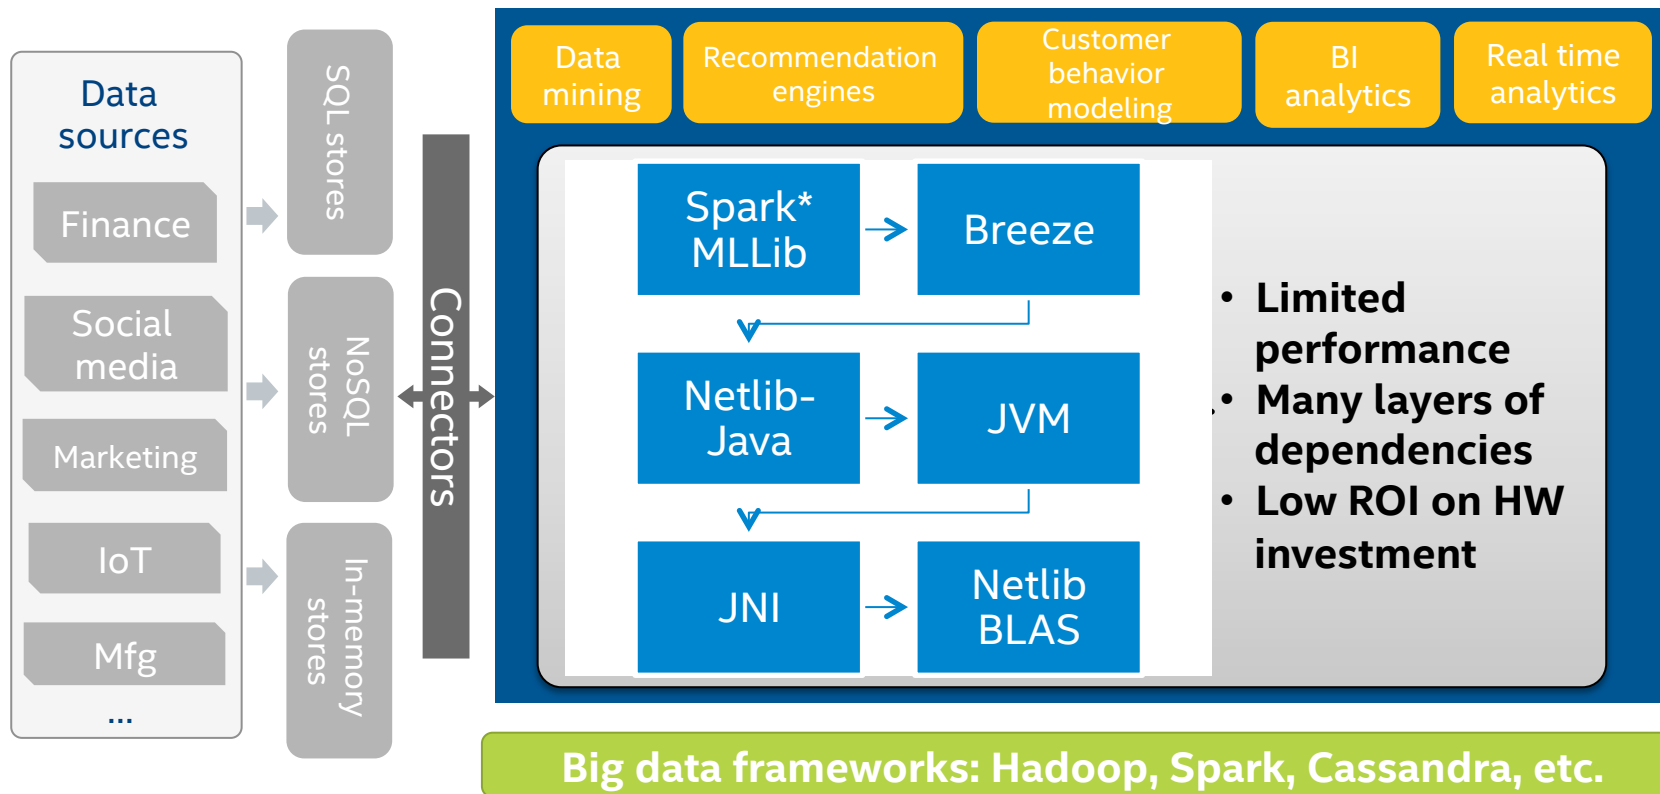 Data
sources
Finance
Social
media
Marketing
IoT
Mfg
...
SQL stores
NoSQL
stores
In-memory
stores
Connectors
Data
mining
Recommendation
engines
Customer
behavior
modeling
BI
analytics
Real time
analytics
Spark*
MLLib
Breeze
Netlib-
Java
JVM
JNI
Netlib
BLAS
• Limited
performance
• Many layers of
dependencies
• Low ROI on HW
investment
Big data frameworks: Hadoop, Spark, Cassandra, etc.